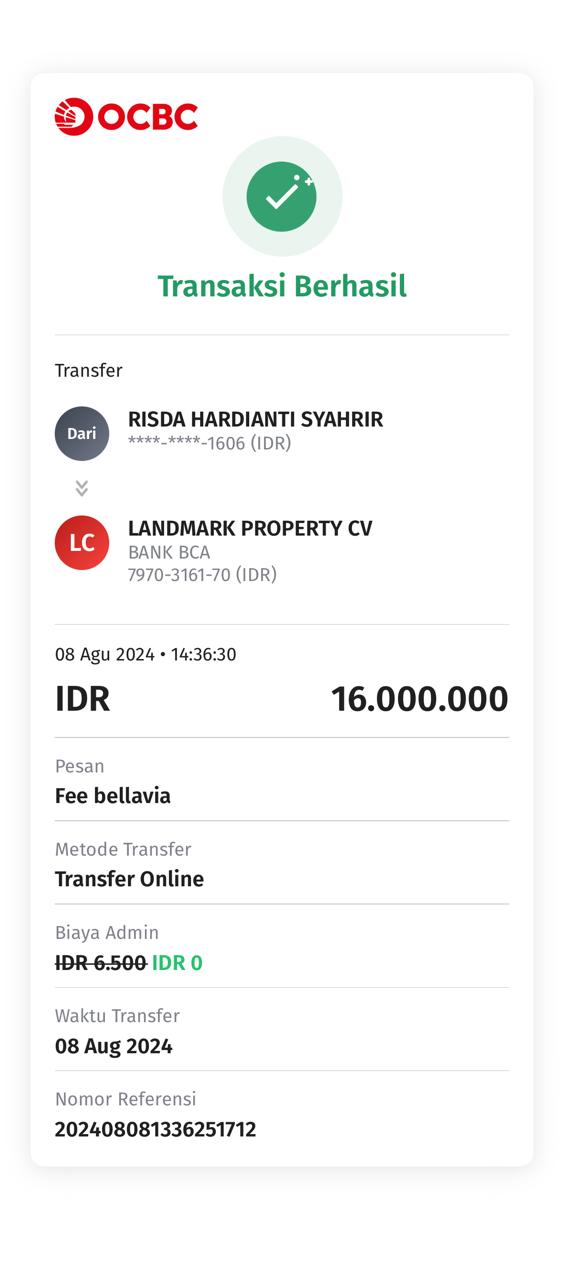 OCBC
Transaksi Berhasil
Transfer
Dari
RISDA HARDIANTI SYAHRIR
****-****-1606 (IDR)
LC
LANDMARK PROPERTY CV
BANK BCA
7970-3161-70 (IDR)
08 Agu 2024 • 14:36:30
IDR 16.000.000
Pesan
Fee bellavia
Metode Transfer
Transfer Online
Biaya Admin
IDR 6.500 IDR 0
Waktu Transfer
08 Aug 2024
Nomor Referensi
202408081336251712